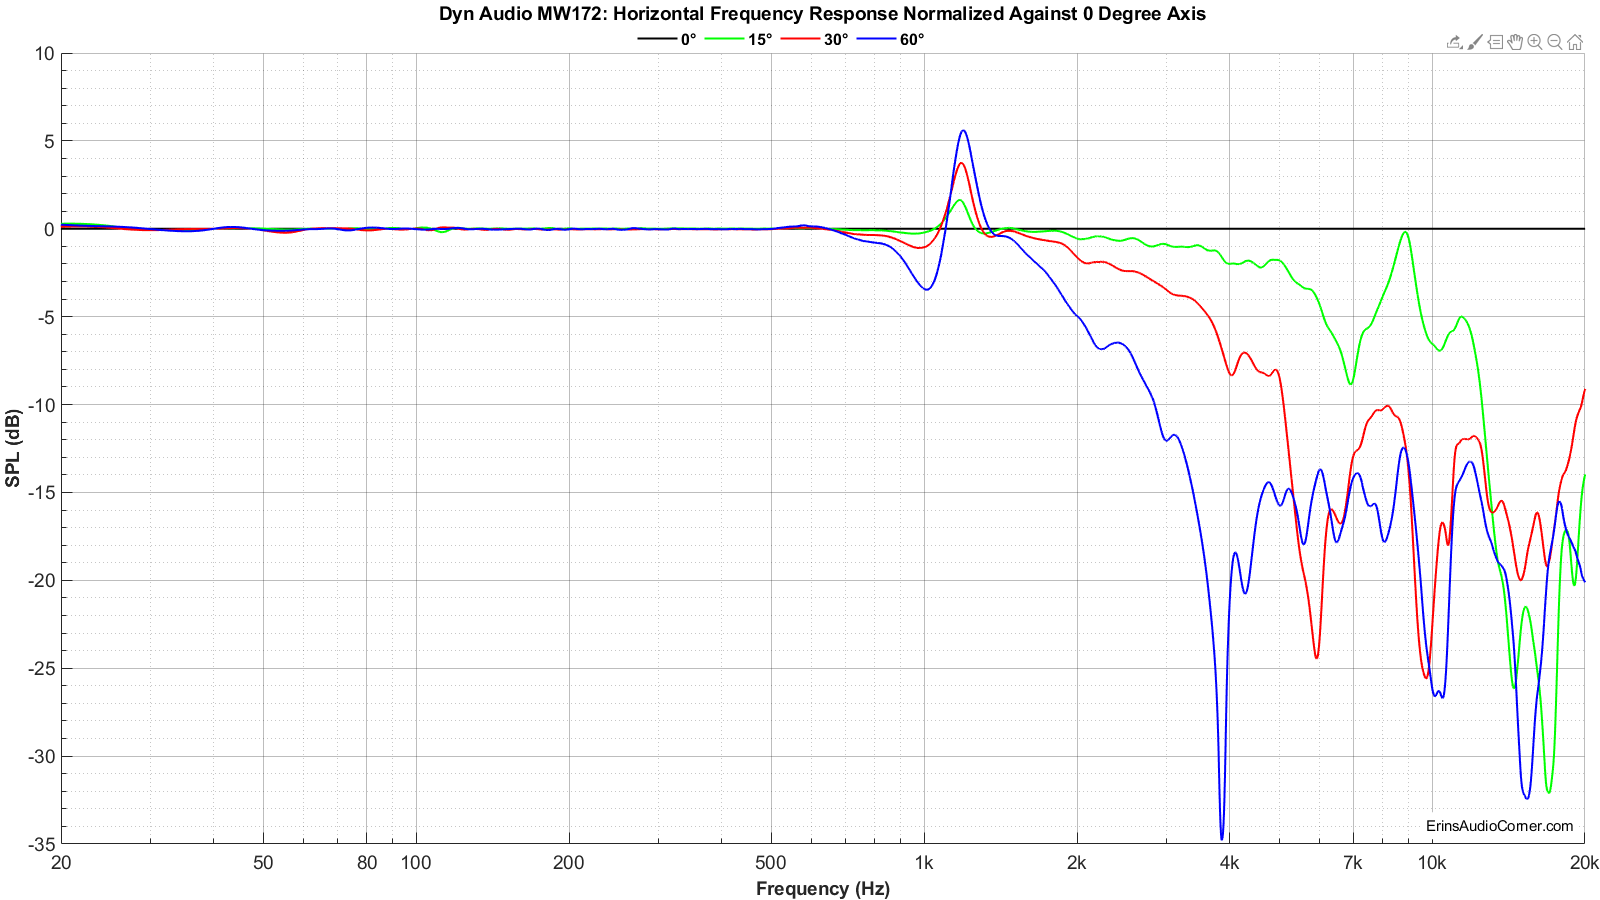 Dyn Audio MW172: Horizontal Frequency Response Normalized Against 0 Degree Axis
0° 15° 30° 60°
10
5
0
-5
-10
-15
-20
-25
-30
-35
SPL (dB)
ErinsAudioCorner.com
20 50 80 100 200 500 1k 2k 4k 7k 10k 20k
Frequency (Hz)